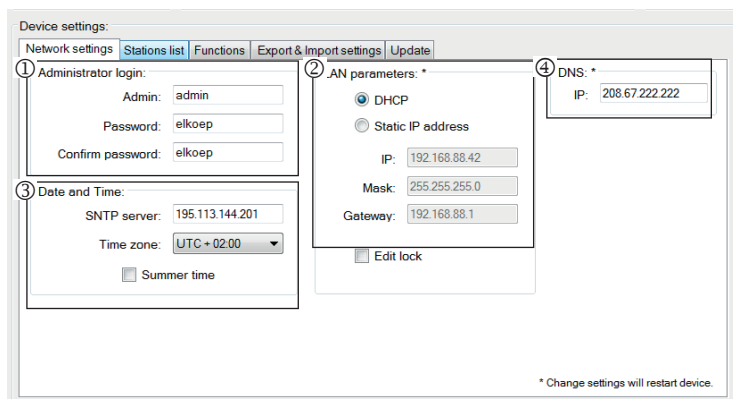 Device settings:
Network settings Stations list Functions Export & Import settings Update
① Administrator login:
Admin: admin
Password: elkoep
Confirm password: elkoep
② LAN parameters: *
DHCP
Static IP address
IP: 192.168.88.42
Mask: 255.255.255.0
Gateway: 192.168.88.1
Edit lock
③ Date and Time:
SNTP server: 195.113.144.201
Time zone: UTC + 02:00
Summer time
④ DNS: *
IP: 208.67.222.222
* Change settings will restart device.